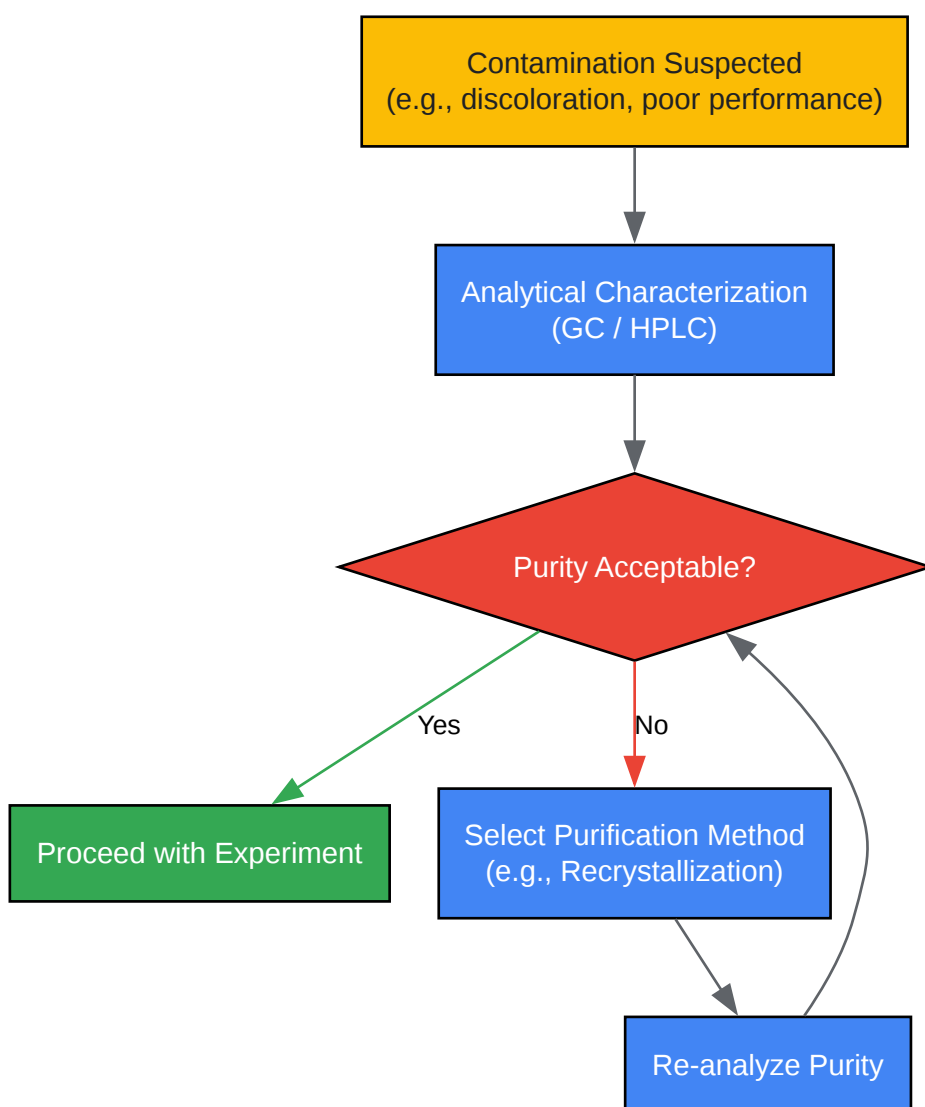 Contamination Suspected
(e.g., discoloration, poor performance)
Analytical Characterization
(GC / HPLC)
Purity Acceptable?
Yes
No
Proceed with Experiment
Select Purification Method
(e.g., Recrystallization)
Re-analyze Purity